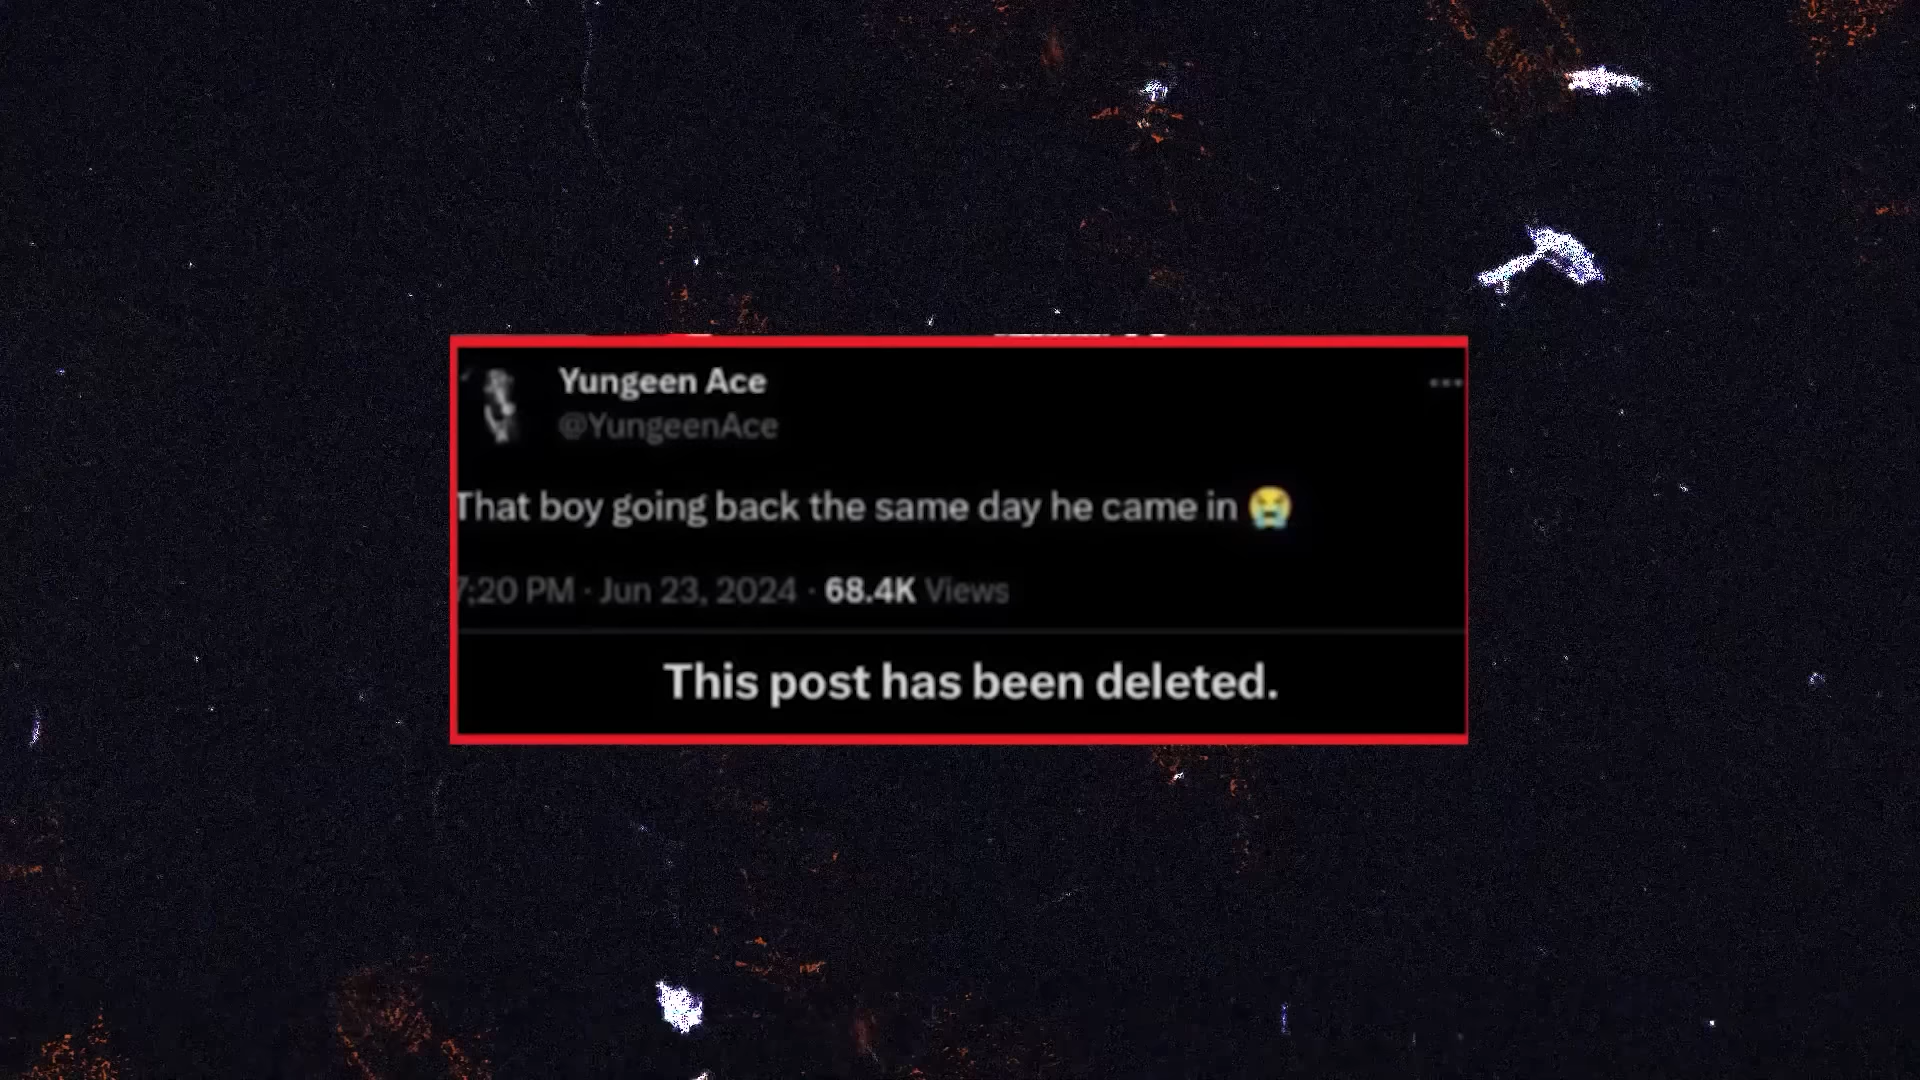 Yungeen Ace
@YungeenAce
That boy going back the same day he came in 😭
7:20 PM · Jun 23, 2024 · 68.4K Views
This post has been deleted.